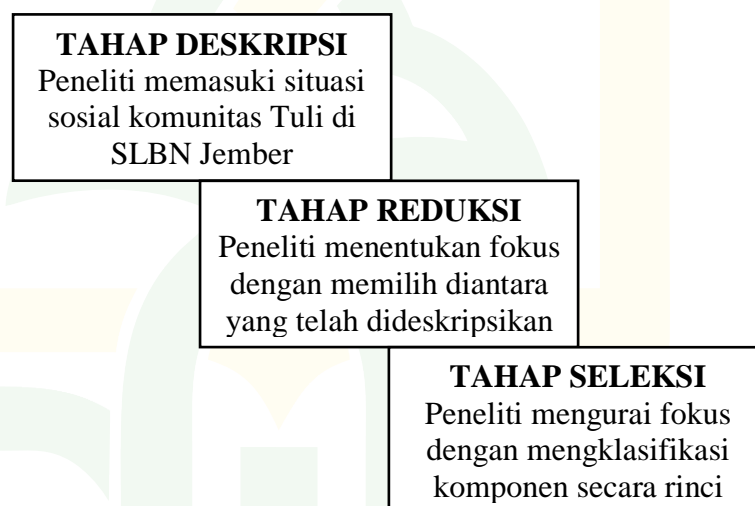 TAHAP DESKRIPSI
Peneliti memasuki situasi
sosial komunitas Tuli di
SLBN Jember
TAHAP REDUKSI
Peneliti menentukan fokus
dengan memilih diantara
yang telah dideskripsikan
TAHAP SELEKSI
Peneliti mengurai fokus
dengan mengklasifikasi
komponen secara rinci